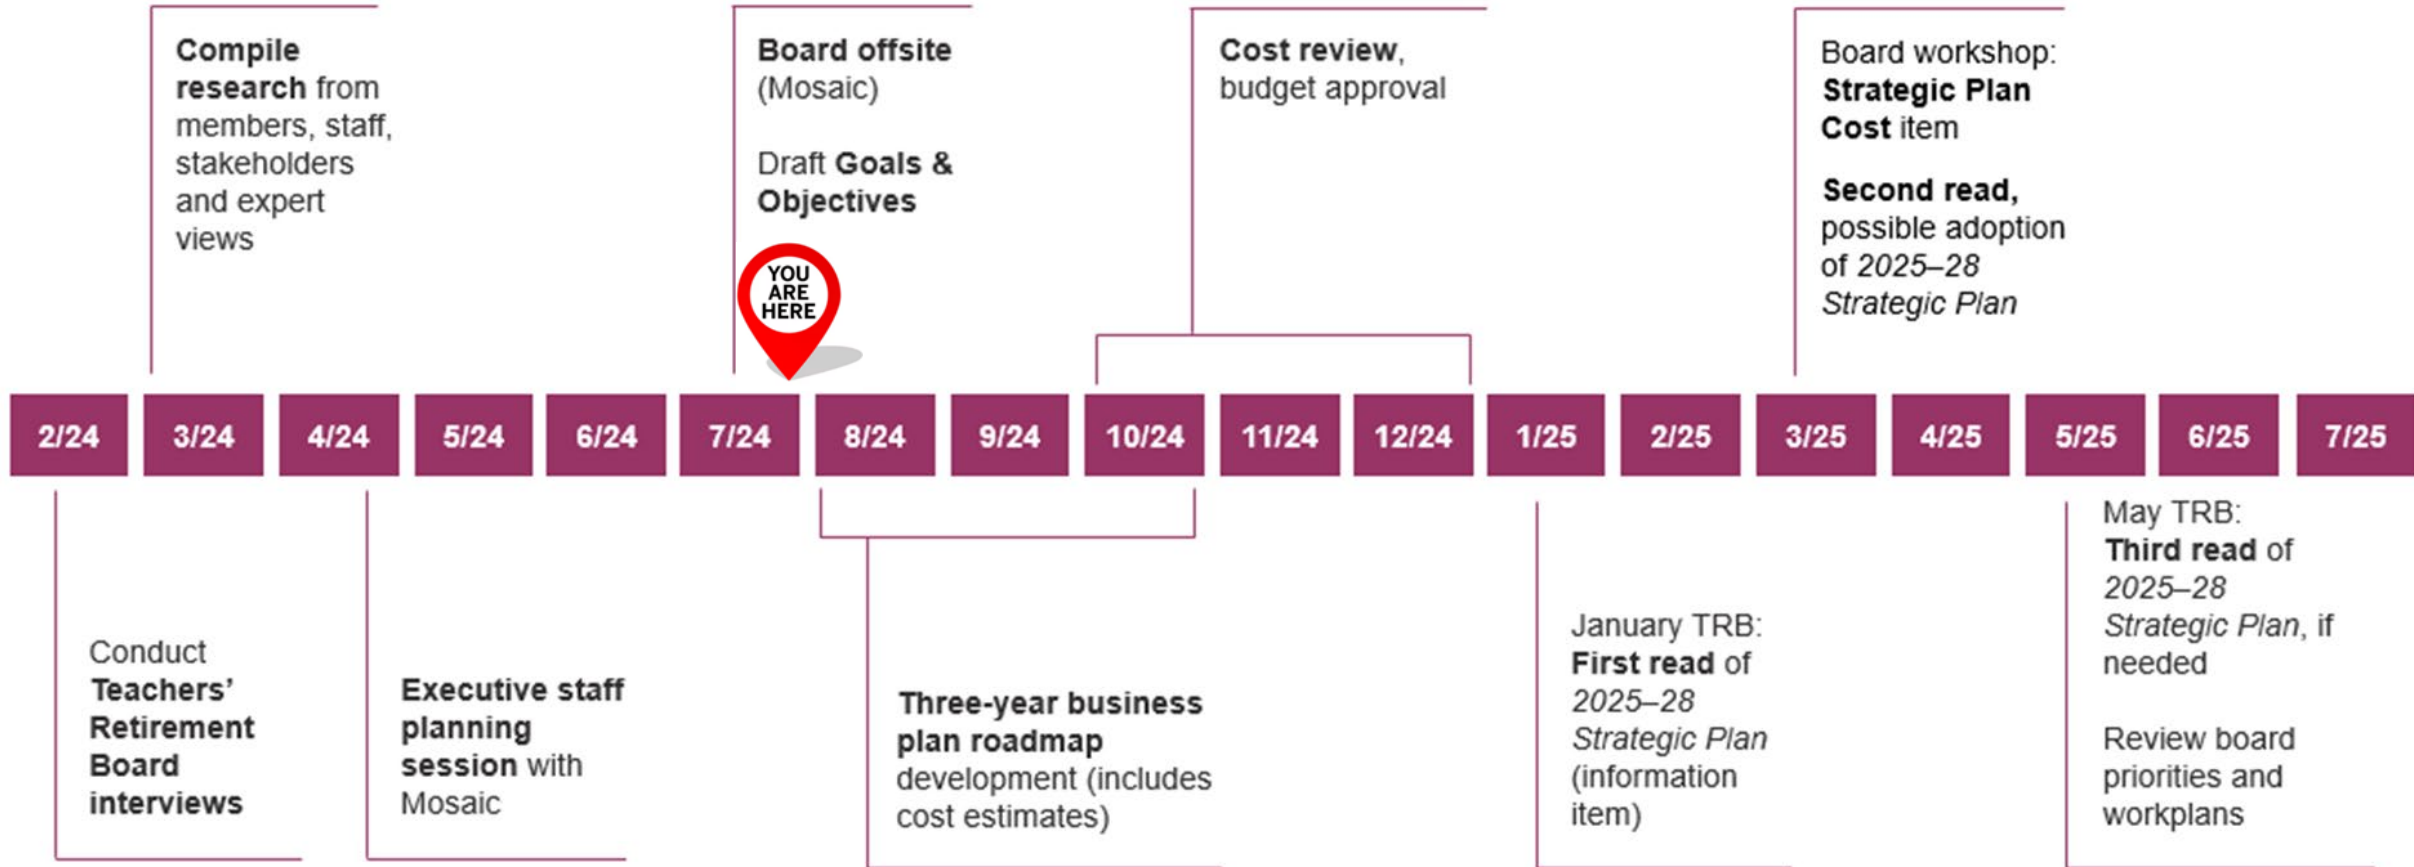 Compile
research from
members, staff,
stakeholders
and expert
views
Board offsite
(Mosaic)
Draft Goals &
Objectives
YOU
ARE
HERE
Cost review,
budget approval
Board workshop:
Strategic Plan
Cost item
Second read,
possible adoption
of 2025–28
Strategic Plan
2/24 3/24 4/24 5/24 6/24 7/24 8/24 9/24 10/24 11/24 12/24 1/25 2/25 3/25 4/25 5/25 6/25 7/25
Conduct
Teachers’
Retirement
Board
interviews
Executive staff
planning
session with
Mosaic
Three-year business
plan roadmap
development (includes
cost estimates)
January TRB:
First read of
2025–28
Strategic Plan
(information
item)
May TRB:
Third read of
2025–28
Strategic Plan, if
needed
Review board
priorities and
workplans